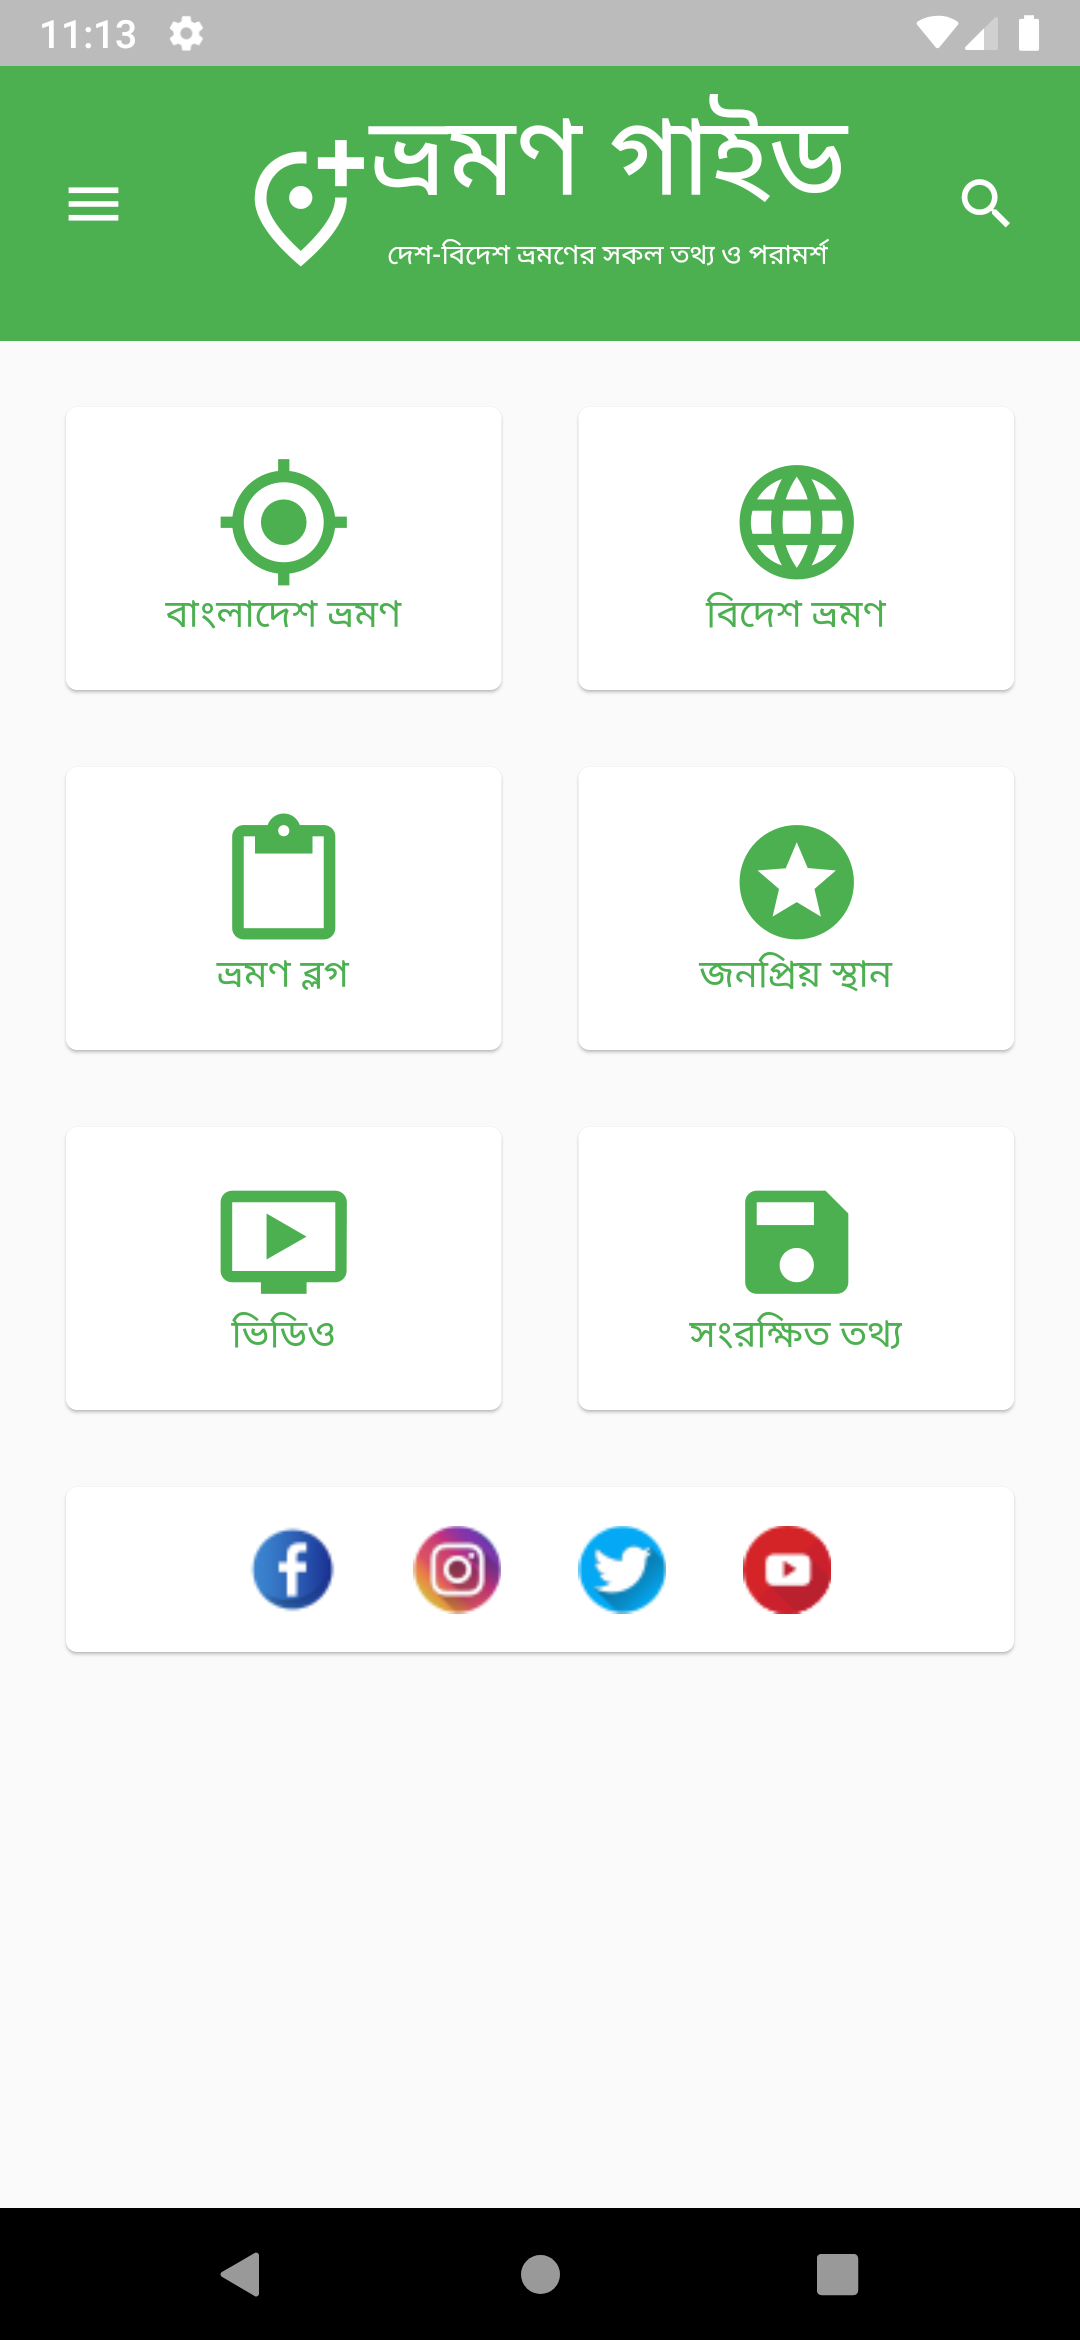 11:13
ভ্রমণ গাইড
দেশ-বিদেশ ভ্রমণের সকল তথ্য ও পরামর্শ
বাংলাদেশ ভ্রমণ
বিদেশ ভ্রমণ
ভ্রমণ ব্লগ
জনপ্রিয় স্থান
ভিডিও
সংরক্ষিত তথ্য